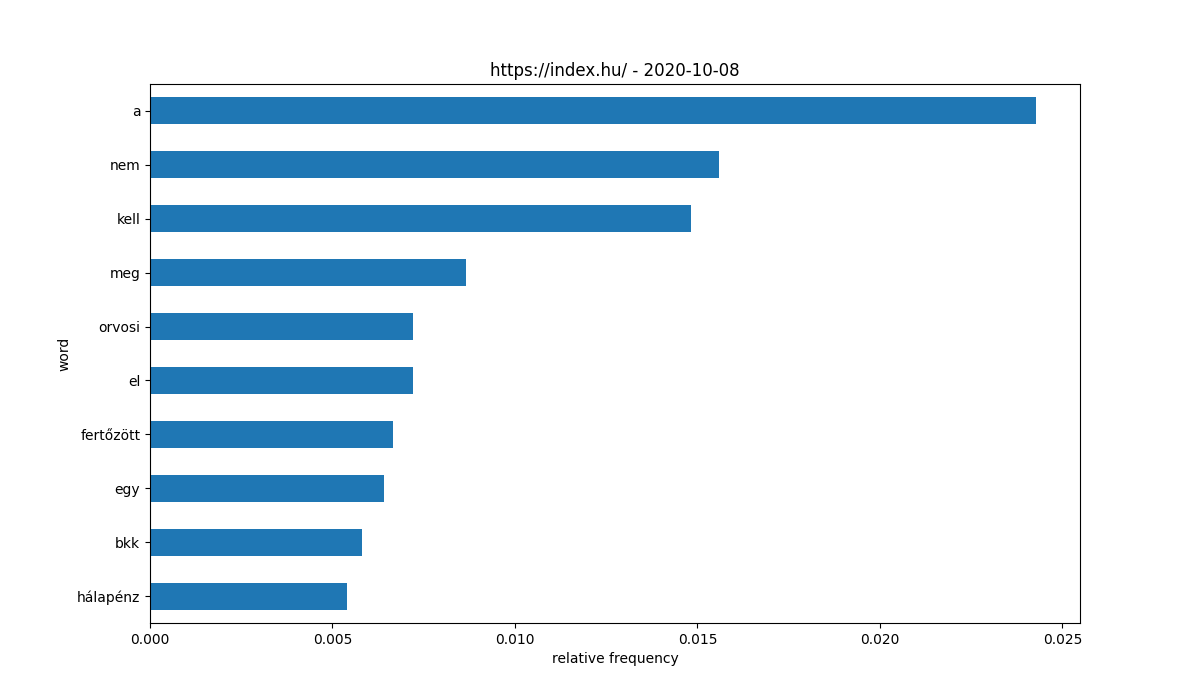 https://index.hu/ - 2020-10-08
a
nem
kell
meg
orvosi
el
fertőzött
egy
bkk
hálapénz
word
0.000 0.005 0.010 0.015 0.020 0.025
relative frequency